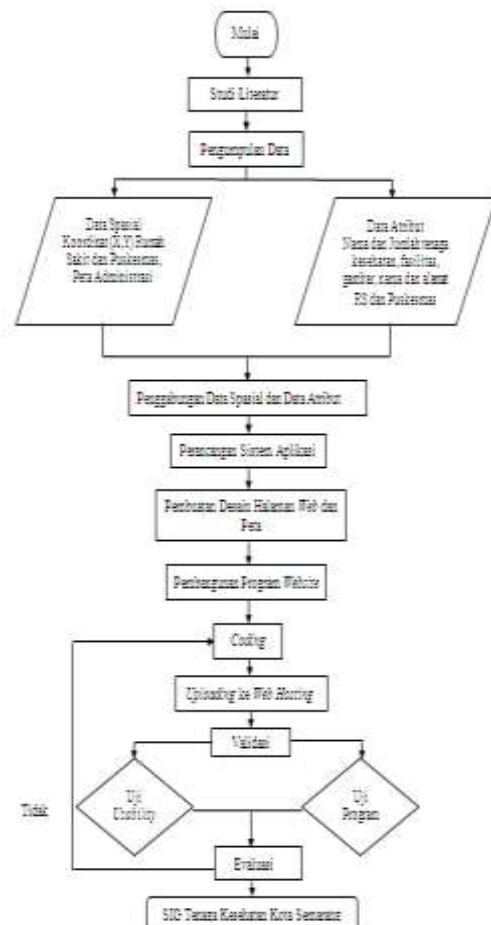 Mulai
Studi Literatur
Pengumpulan Data
Data Spasial
Koordinat (X,Y) Rumah
Sakit dan Puskesmas,
Peta Administrasi
Data Atribut
Nama dan Jumlah tenaga
kesehatan, fasilitas,
gambar, nama dan alamat
RS dan Puskesmas
Penggabungan Data Spasial dan Data Atribut
Perancangan Sistem Aplikasi
Pembuatan Desain Halaman Web dan
Peta
Pembangunan Program Website
Coding
Uploading ke Web Hosting
Validasi
Uji
Usability
Uji
Program
Tidak
Evaluasi
SIG Tenaga Kesehatan Kota Semarang